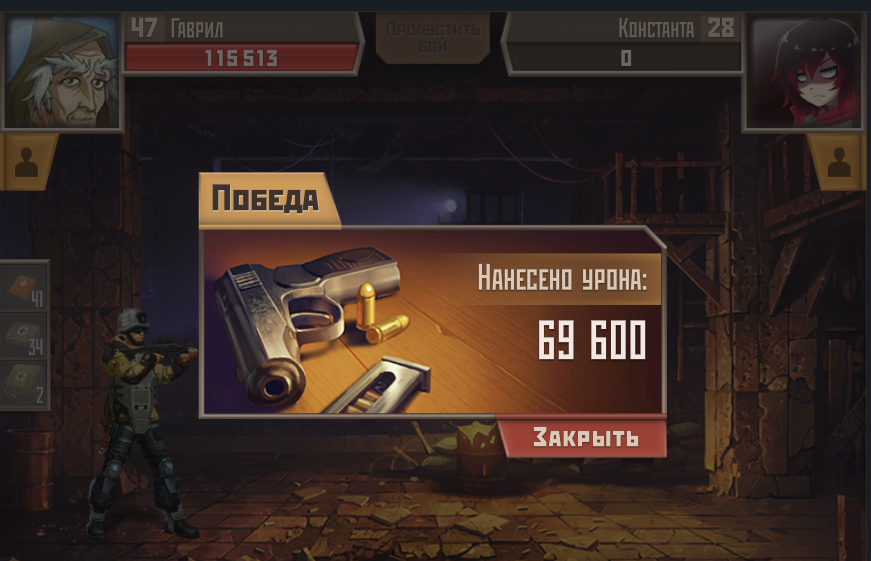 47 Гаврил
115 513
Пропустить
бой
Константа 28
0
Победа
Нанесено урона:
69 600
41
34
2
Закрыть